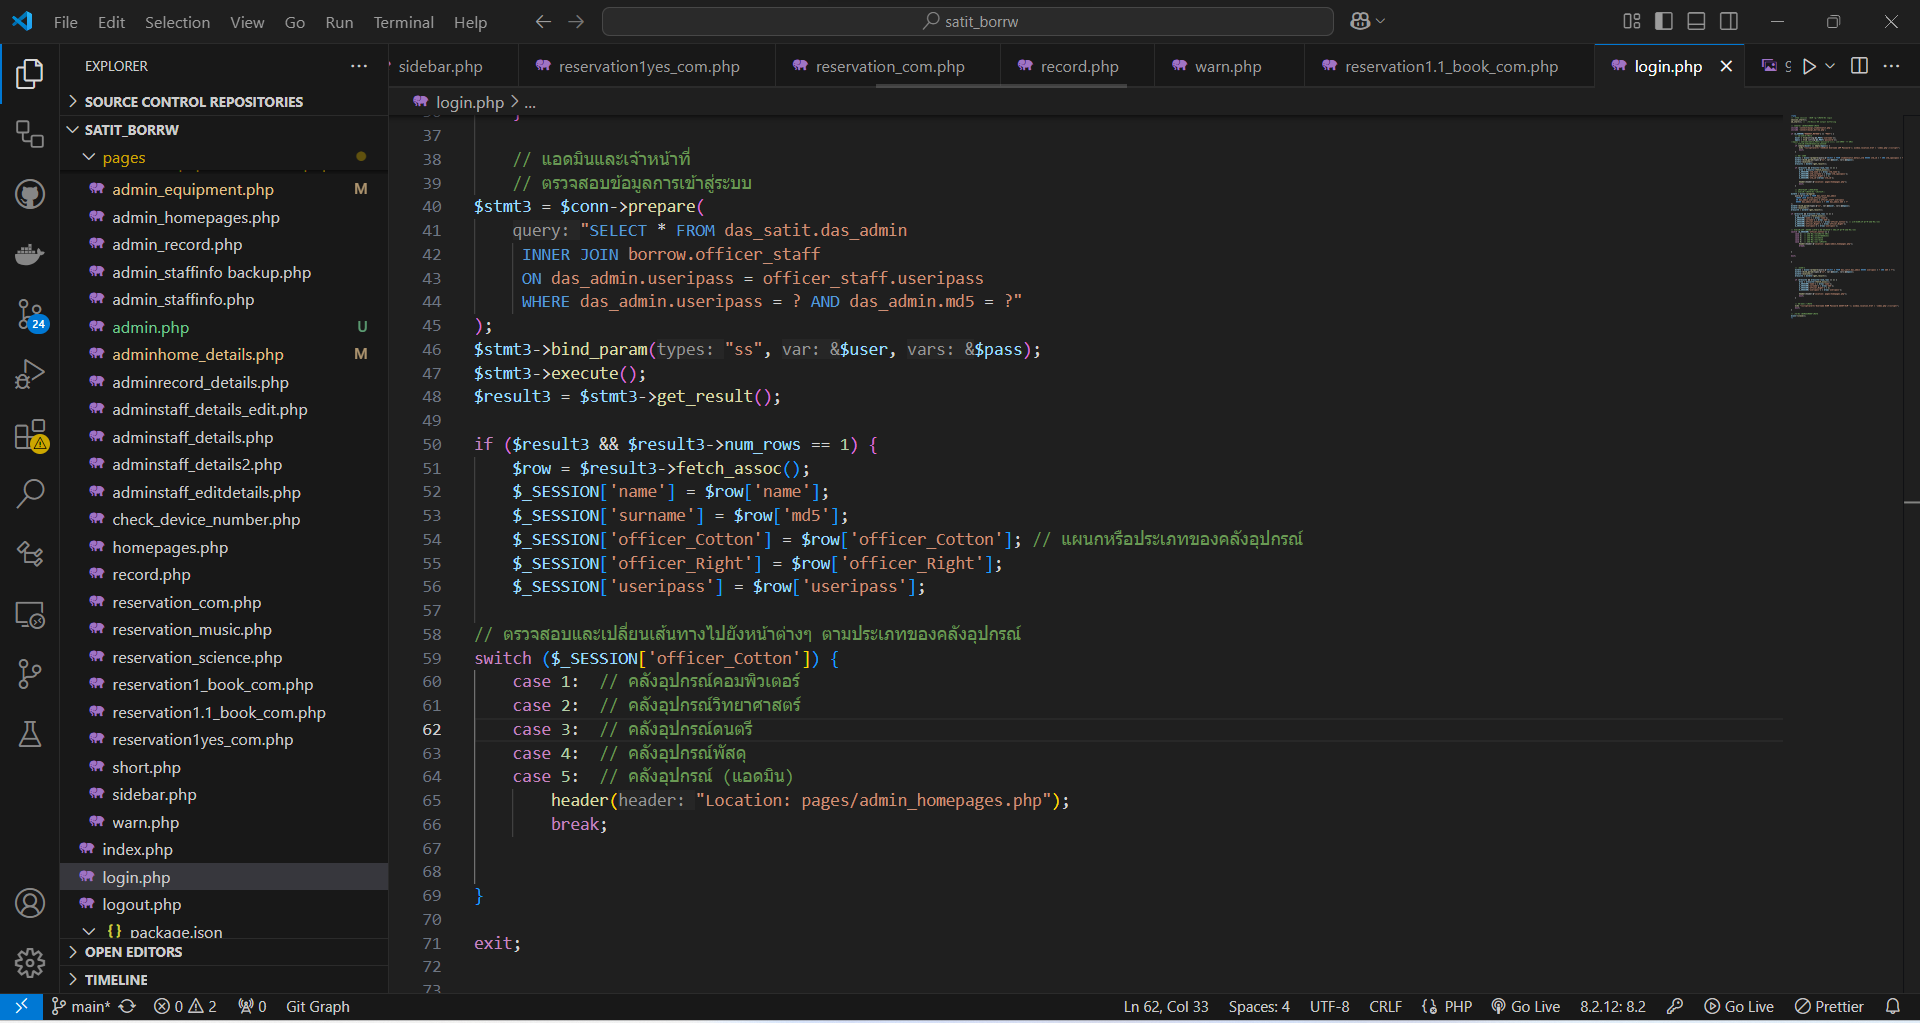 File Edit Selection View Go Run Terminal Help
satit_borrw
EXPLORER
SOURCE CONTROL REPOSITORIES
SATIT_BORRW
pages
admin_equipment.php M
admin_homepages.php
admin_record.php
admin_staffinfo backup.php
admin_staffinfo.php
admin.php U
adminhome_details.php M
adminrecord_details.php
adminstaff_details_edit.php
adminstaff_details.php
adminstaff_details2.php
adminstaff_editdetails.php
check_device_number.php
homepages.php
record.php
reservation_com.php
reservation_music.php
reservation_science.php
reservation1_book_com.php
reservation1.1_book_com.php
reservation1yes_com.php
short.php
sidebar.php
warn.php
index.php
login.php
logout.php
package.json
OPEN EDITORS
TIMELINE
24
sidebar.php reservation1yes_com.php reservation_com.php record.php warn.php reservation1.1_book_com.php login.php
login.php > ...
37
38 // แอดมินและเจ้าหน้าที่
39 // ตรวจสอบข้อมูลการเข้าสู่ระบบ
40 $stmt3 = $conn->prepare(
41 query: "SELECT * FROM das_satit.das_admin
42 INNER JOIN borrow.officer_staff
43 ON das_admin.useripass = officer_staff.useripass
44 WHERE das_admin.useripass = ? AND das_admin.md5 = ?"
45 );
46 $stmt3->bind_param(types: "ss", var: &$user, vars: &$pass);
47 $stmt3->execute();
48 $result3 = $stmt3->get_result();
49
50 if ($result3 && $result3->num_rows == 1) {
51 $row = $result3->fetch_assoc();
52 $_SESSION['name'] = $row['name'];
53 $_SESSION['surname'] = $row['md5'];
54 $_SESSION['officer_Cotton'] = $row['officer_Cotton']; // แผนกหรือประเภทของคลังอุปกรณ์
55 $_SESSION['officer_Right'] = $row['officer_Right'];
56 $_SESSION['useripass'] = $row['useripass'];
57
58 // ตรวจสอบและเปลี่ยนเส้นทางไปยังหน้าต่างๆ ตามประเภทของคลังอุปกรณ์
59 switch ($_SESSION['officer_Cotton']) {
60 case 1: // คลังอุปกรณ์คอมพิวเตอร์
61 case 2: // คลังอุปกรณ์วิทยาศาสตร์
62 case 3: // คลังอุปกรณ์ดนตรี
63 case 4: // คลังอุปกรณ์พัสดุ
64 case 5: // คลังอุปกรณ์ (แอดมิน)
65 header(header: "Location: pages/admin_homepages.php");
66 break;
67
68
69 }
70
71 exit;
72
73
main* 0 2 0 Git Graph Ln 62, Col 33 Spaces: 4 UTF-8 CRLF PHP Go Live 8.2.12: 8.2 Go Live Prettier